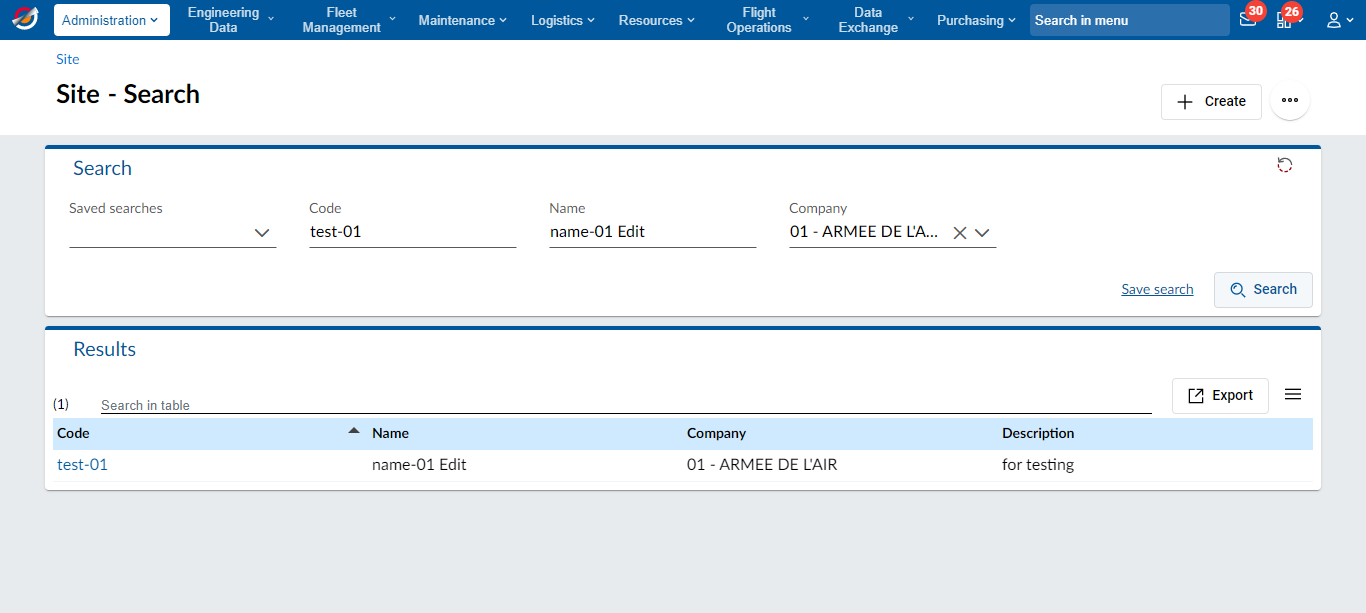 Administration
Engineering
Data
Fleet
Management
Maintenance
Logistics
Resources
Flight
Operations
Data
Exchange
Purchasing
Search in menu
30
26
Site
Site - Search
Create
Search
Saved searches
Code
Name
Company
test-01
name-01 Edit
01 - ARMEE DE L'A...
Save search
Search
Results
(1)
Search in table
Export
Code
Name
Company
Description
test-01
name-01 Edit
01 - ARMEE DE L'AIR
for testing